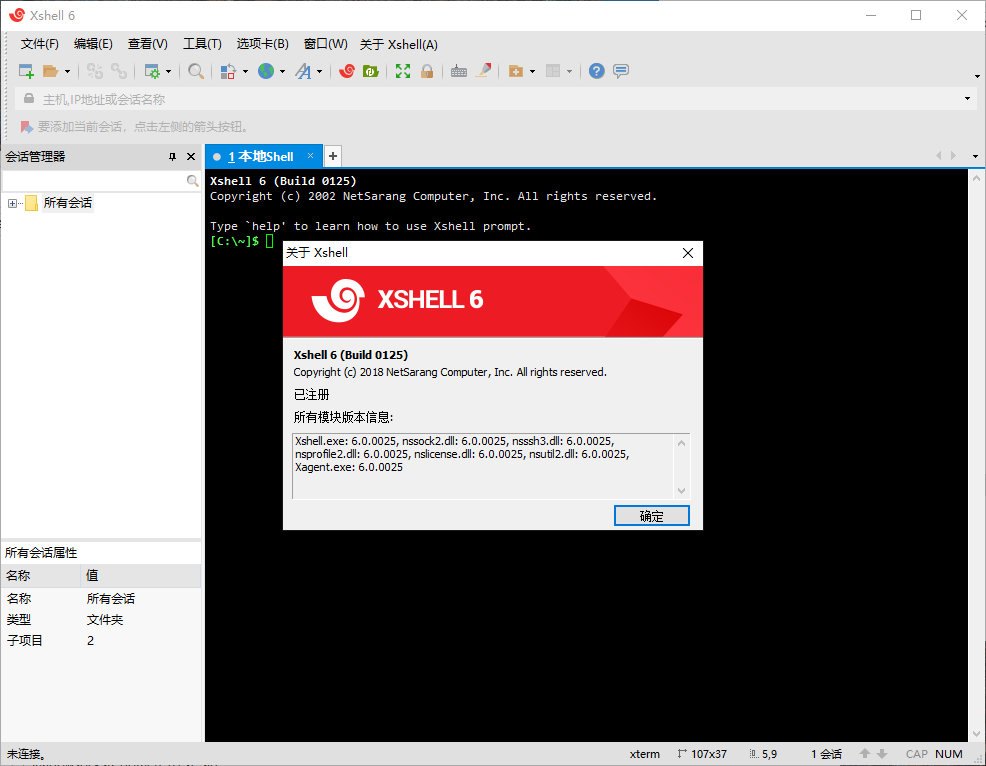 Xshell 6
文件(F) 编辑(E) 查看(V) 工具(T) 选项卡(B) 窗口(W) 关于 Xshell(A)
主机,IP地址或会话名称
要添加当前会话，点击左侧的箭头按钮。
会话管理器
所有会话
1 本地Shell
Xshell 6 (Build 0125)
Copyright (c) 2002 NetSarang Computer, Inc. All rights reserved.
Type `help' to learn how to use Xshell prompt.
[C:\~]$
关于 Xshell
XSHELL 6
Xshell 6 (Build 0125)
Copyright (c) 2018 NetSarang Computer, Inc. All rights reserved.
已注册
所有模块版本信息:
Xshell.exe: 6.0.0025, nssock2.dll: 6.0.0025, nsssh3.dll: 6.0.0025,
nsprofile2.dll: 6.0.0025, nslicense.dll: 6.0.0025, nsutil2.dll: 6.0.0025,
Xagent.exe: 6.0.0025
确定
所有会话属性
名称 值
名称 所有会话
类型 文件夹
子项目 2
未连接。
xterm 107x37 5,9 1 会话 CAP NUM